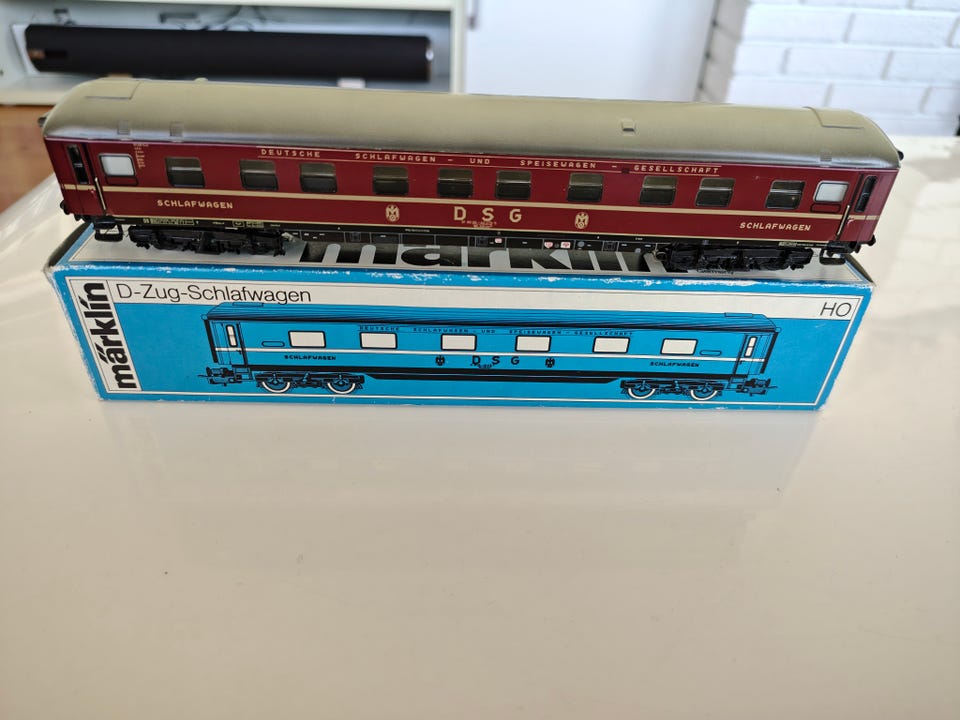 DEUTSCHE SCHLAFWAGEN - UND SPEISEWAGEN - GESELLSCHAFT
SCHLAFWAGEN
DSG
SCHLAFWAGEN
märklin
märklin
D-Zug-Schlafwagen
HO
DEUTSCHE SCHLAFWAGEN - UND SPEISEWAGEN - GESELLSCHAFT
SCHLAFWAGEN
DSG
SCHLAFWAGEN